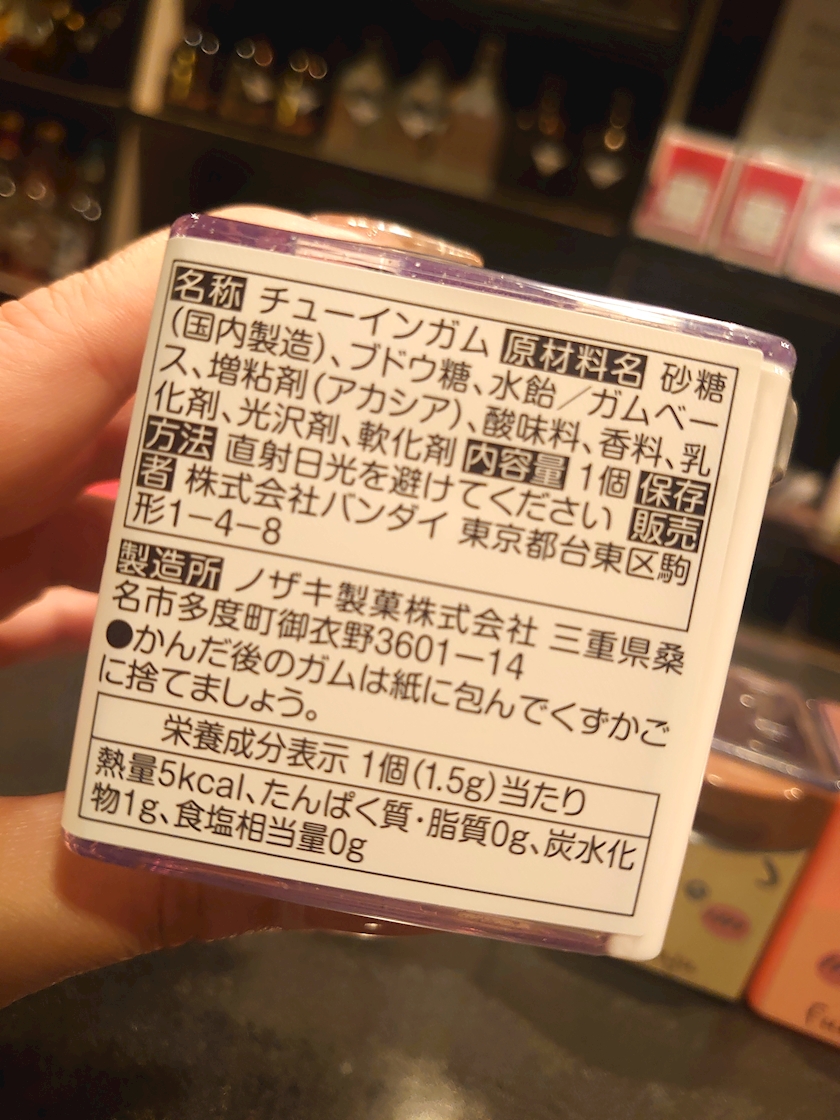 名称 チューインガム 原材料名 砂糖
(国内製造)、ブドウ糖、水飴／ガムベー
ス、増粘剤(アカシア)、酸味料、香料、乳
化剤、光沢剤、軟化剤 内容量 1個 保存
方法 直射日光を避けてください 販売
者 株式会社バンダイ 東京都台東区駒
形1-4-8
製造所 ノザキ製菓株式会社 三重県桑
名市多度町御衣野3601-14
●かんだ後のガムは紙に包んでくずかご
に捨てましょう。
栄養成分表示 1個(1.5g)当たり
熱量5kcal、たんぱく質・脂質0g、炭水化
物1g、食塩相当量0g